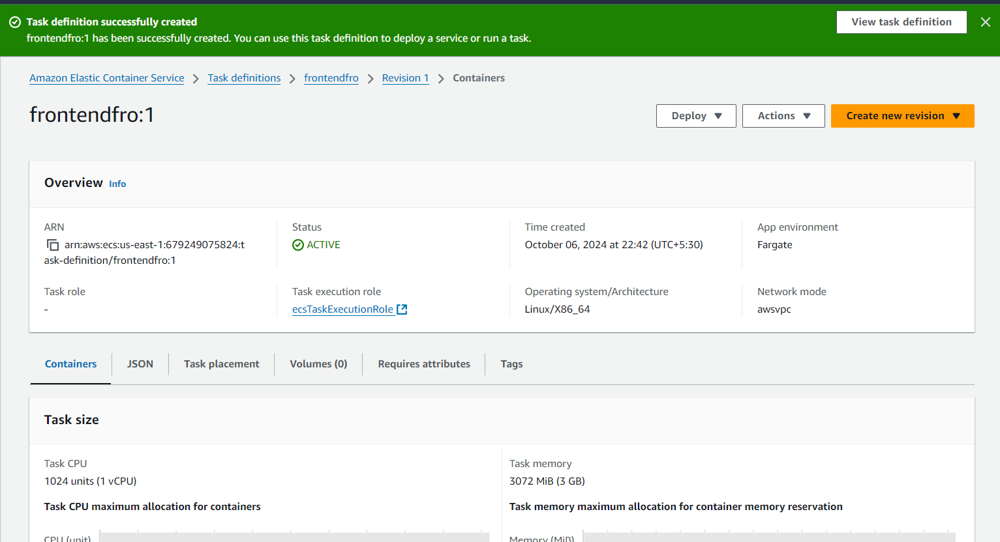 Task definition successfully created
frontendfro:1 has been successfully created. You can use this task definition to deploy a service or run a task.
View task definition
Amazon Elastic Container Service
Task definitions
frontendfro
Revision 1
Containers
frontendfro:1
Deploy
Actions
Create new revision
Overview Info
ARN
arn:aws:ecs:us-east-1:679249075824:t
ask-definition/frontendfro:1
Status
ACTIVE
Time created
October 06, 2024 at 22:42 (UTC+5:30)
App environment
Fargate
Task role
-
Task execution role
ecsTaskExecutionRole
Operating system/Architecture
Linux/X86_64
Network mode
awsvpc
Containers
JSON
Task placement
Volumes (0)
Requires attributes
Tags
Task size
Task CPU
1024 units (1 vCPU)
Task memory
3072 MiB (3 GB)
Task CPU maximum allocation for containers
Task memory maximum allocation for container memory reservation
CPU (unit)
Memory (MiB)